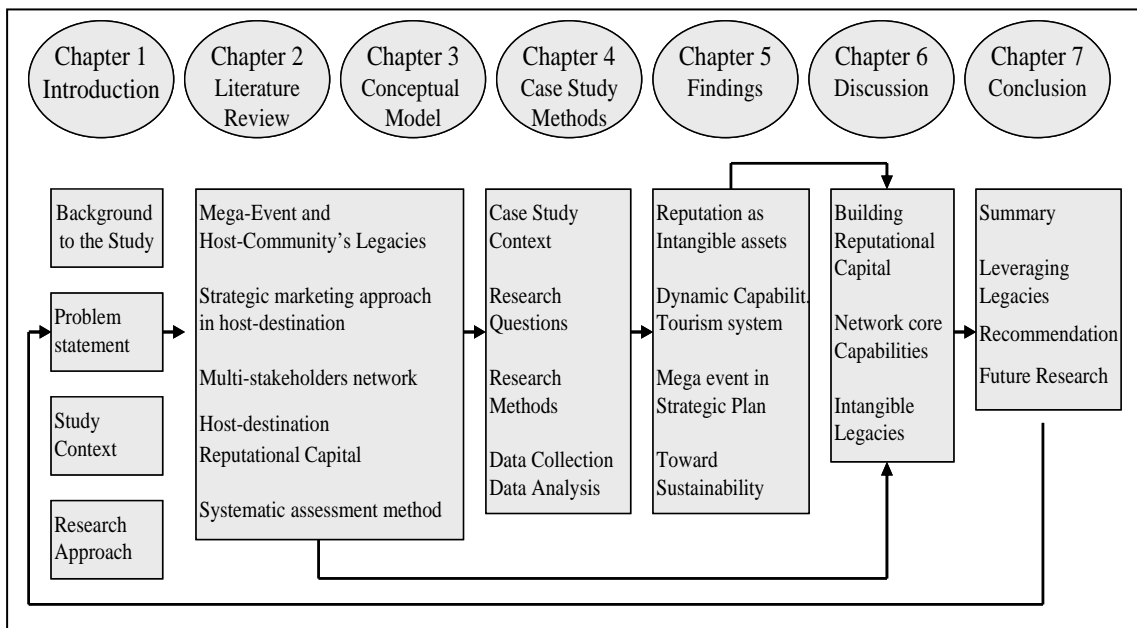 Chapter 1
Introduction
Chapter 2
Literature
Review
Chapter 3
Conceptual
Model
Chapter 4
Case Study
Methods
Chapter 5
Findings
Chapter 6
Discussion
Chapter 7
Conclusion
Background
to the Study
Problem
statement
Study
Context
Research
Approach
Mega-Event and
Host-Community’s Legacies
Strategic marketing approach
in host-destination
Multi-stakeholders network
Host-destination
Reputational Capital
Systematic assessment method
Case Study
Context
Research
Questions
Research
Methods
Data Collection
Data Analysis
Reputation as
Intangible assets
Dynamic Capabilit.
Tourism system
Mega event in
Strategic Plan
Toward
Sustainability
Building
Reputational
Capital
Network core
Capabilities
Intangible
Legacies
Summary
Leveraging
Legacies
Recommendation
Future Research